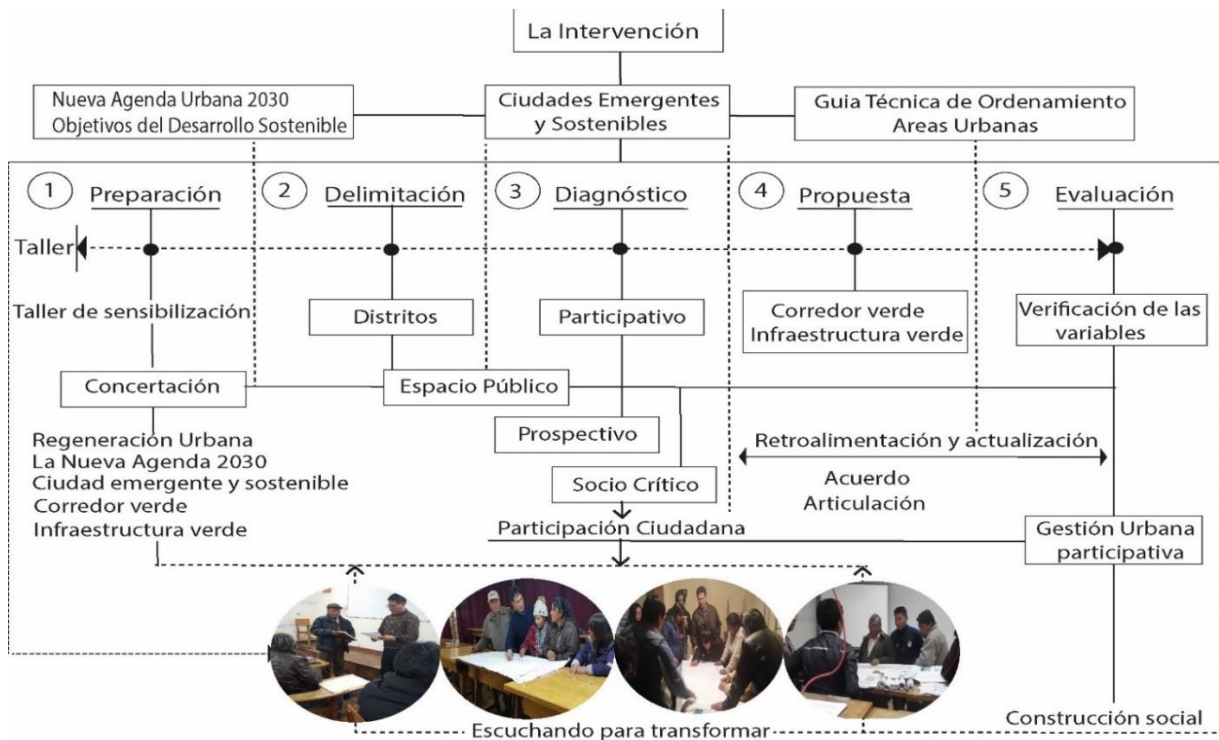 La Intervención
Nueva Agenda Urbana 2030
Objetivos del Desarrollo Sostenible
Ciudades Emergentes
y Sostenibles
Guia Técnica de Ordenamiento
Areas Urbanas
1 Preparación
2 Delimitación
3 Diagnóstico
4 Propuesta
5 Evaluación
Taller
Taller de sensibilización
Distritos
Participativo
Corredor verde
Infraestructura verde
Verificación de las
variables
Concertación
Espacio Público
Regeneración Urbana
La Nueva Agenda 2030
Ciudad emergente y sostenible
Corredor verde
Infraestructura verde
Prospectivo
Socio Crítico
Retroalimentación y actualización
Acuerdo
Articulación
Participación Ciudadana
Gestión Urbana
participativa
Escuchando para transformar
Construcción social